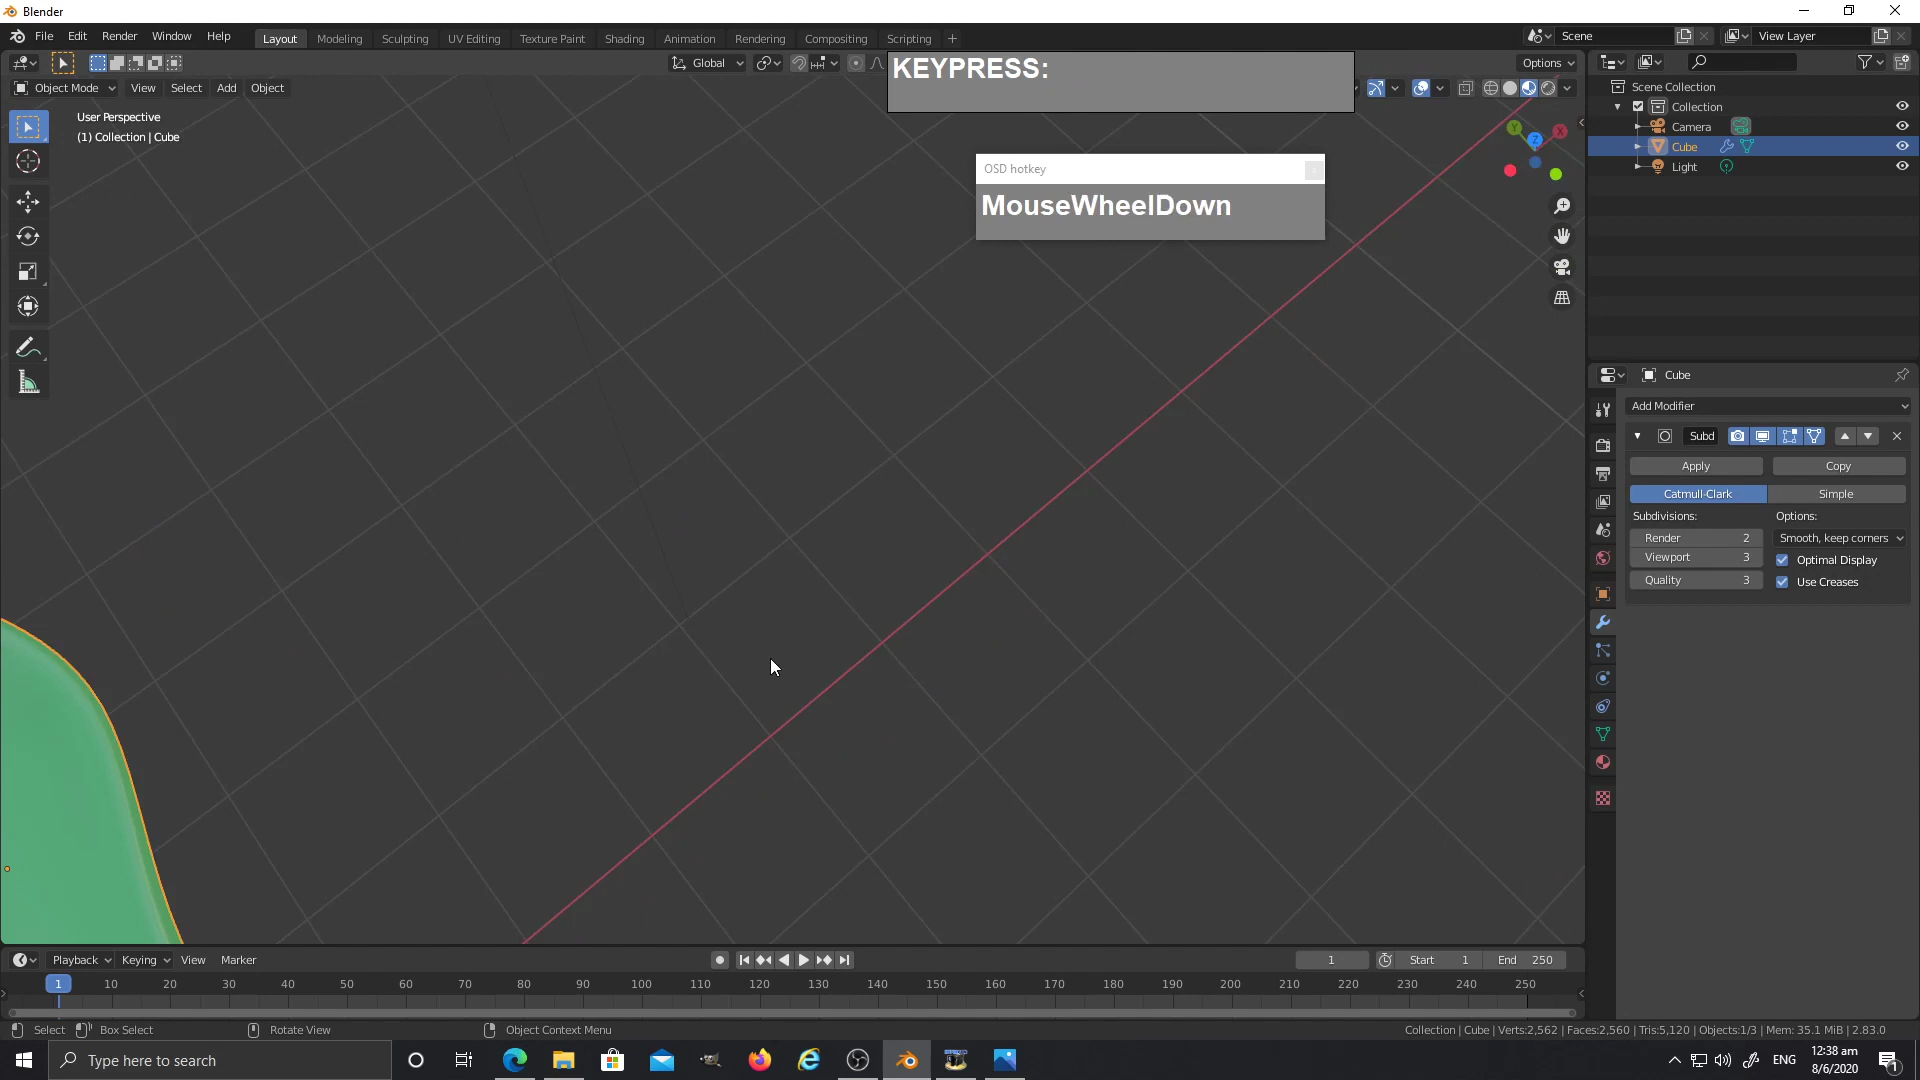 Blender
File Edit Render Window Help
Layout Modeling Sculpting UV Editing Texture Paint Shading Animation Rendering Compositing Scripting +
Scene
View Layer
Global
KEYPRESS:
Options
Object Mode View Select Add Object
User Perspective
(1) Collection | Cube
OSD hotkey
MouseWheelDown
Y
X
Z
Scene Collection
Collection
Camera
Cube
Light
Cube
Add Modifier
Subd
Apply Copy
Catmull-Clark Simple
Subdivisions: Options:
Render 2 Smooth, keep corners
Viewport 3 Optimal Display
Quality 3 Use Creases
Playback Keying View Marker
1 Start 1 End 250
1 10 20 30 40 50 60 70 80 90 100 110 120 130 140 150 160 170 180 190 200 210 220 230 240 250
Select Box Select Rotate View Object Context Menu
Collection | Cube | Verts:2,562 | Faces:2,560 | Tris:5,120 | Objects:1/3 | Mem: 35.1 MiB | 2.83.0
Type here to search
ENG
12:38 am
8/6/2020
1